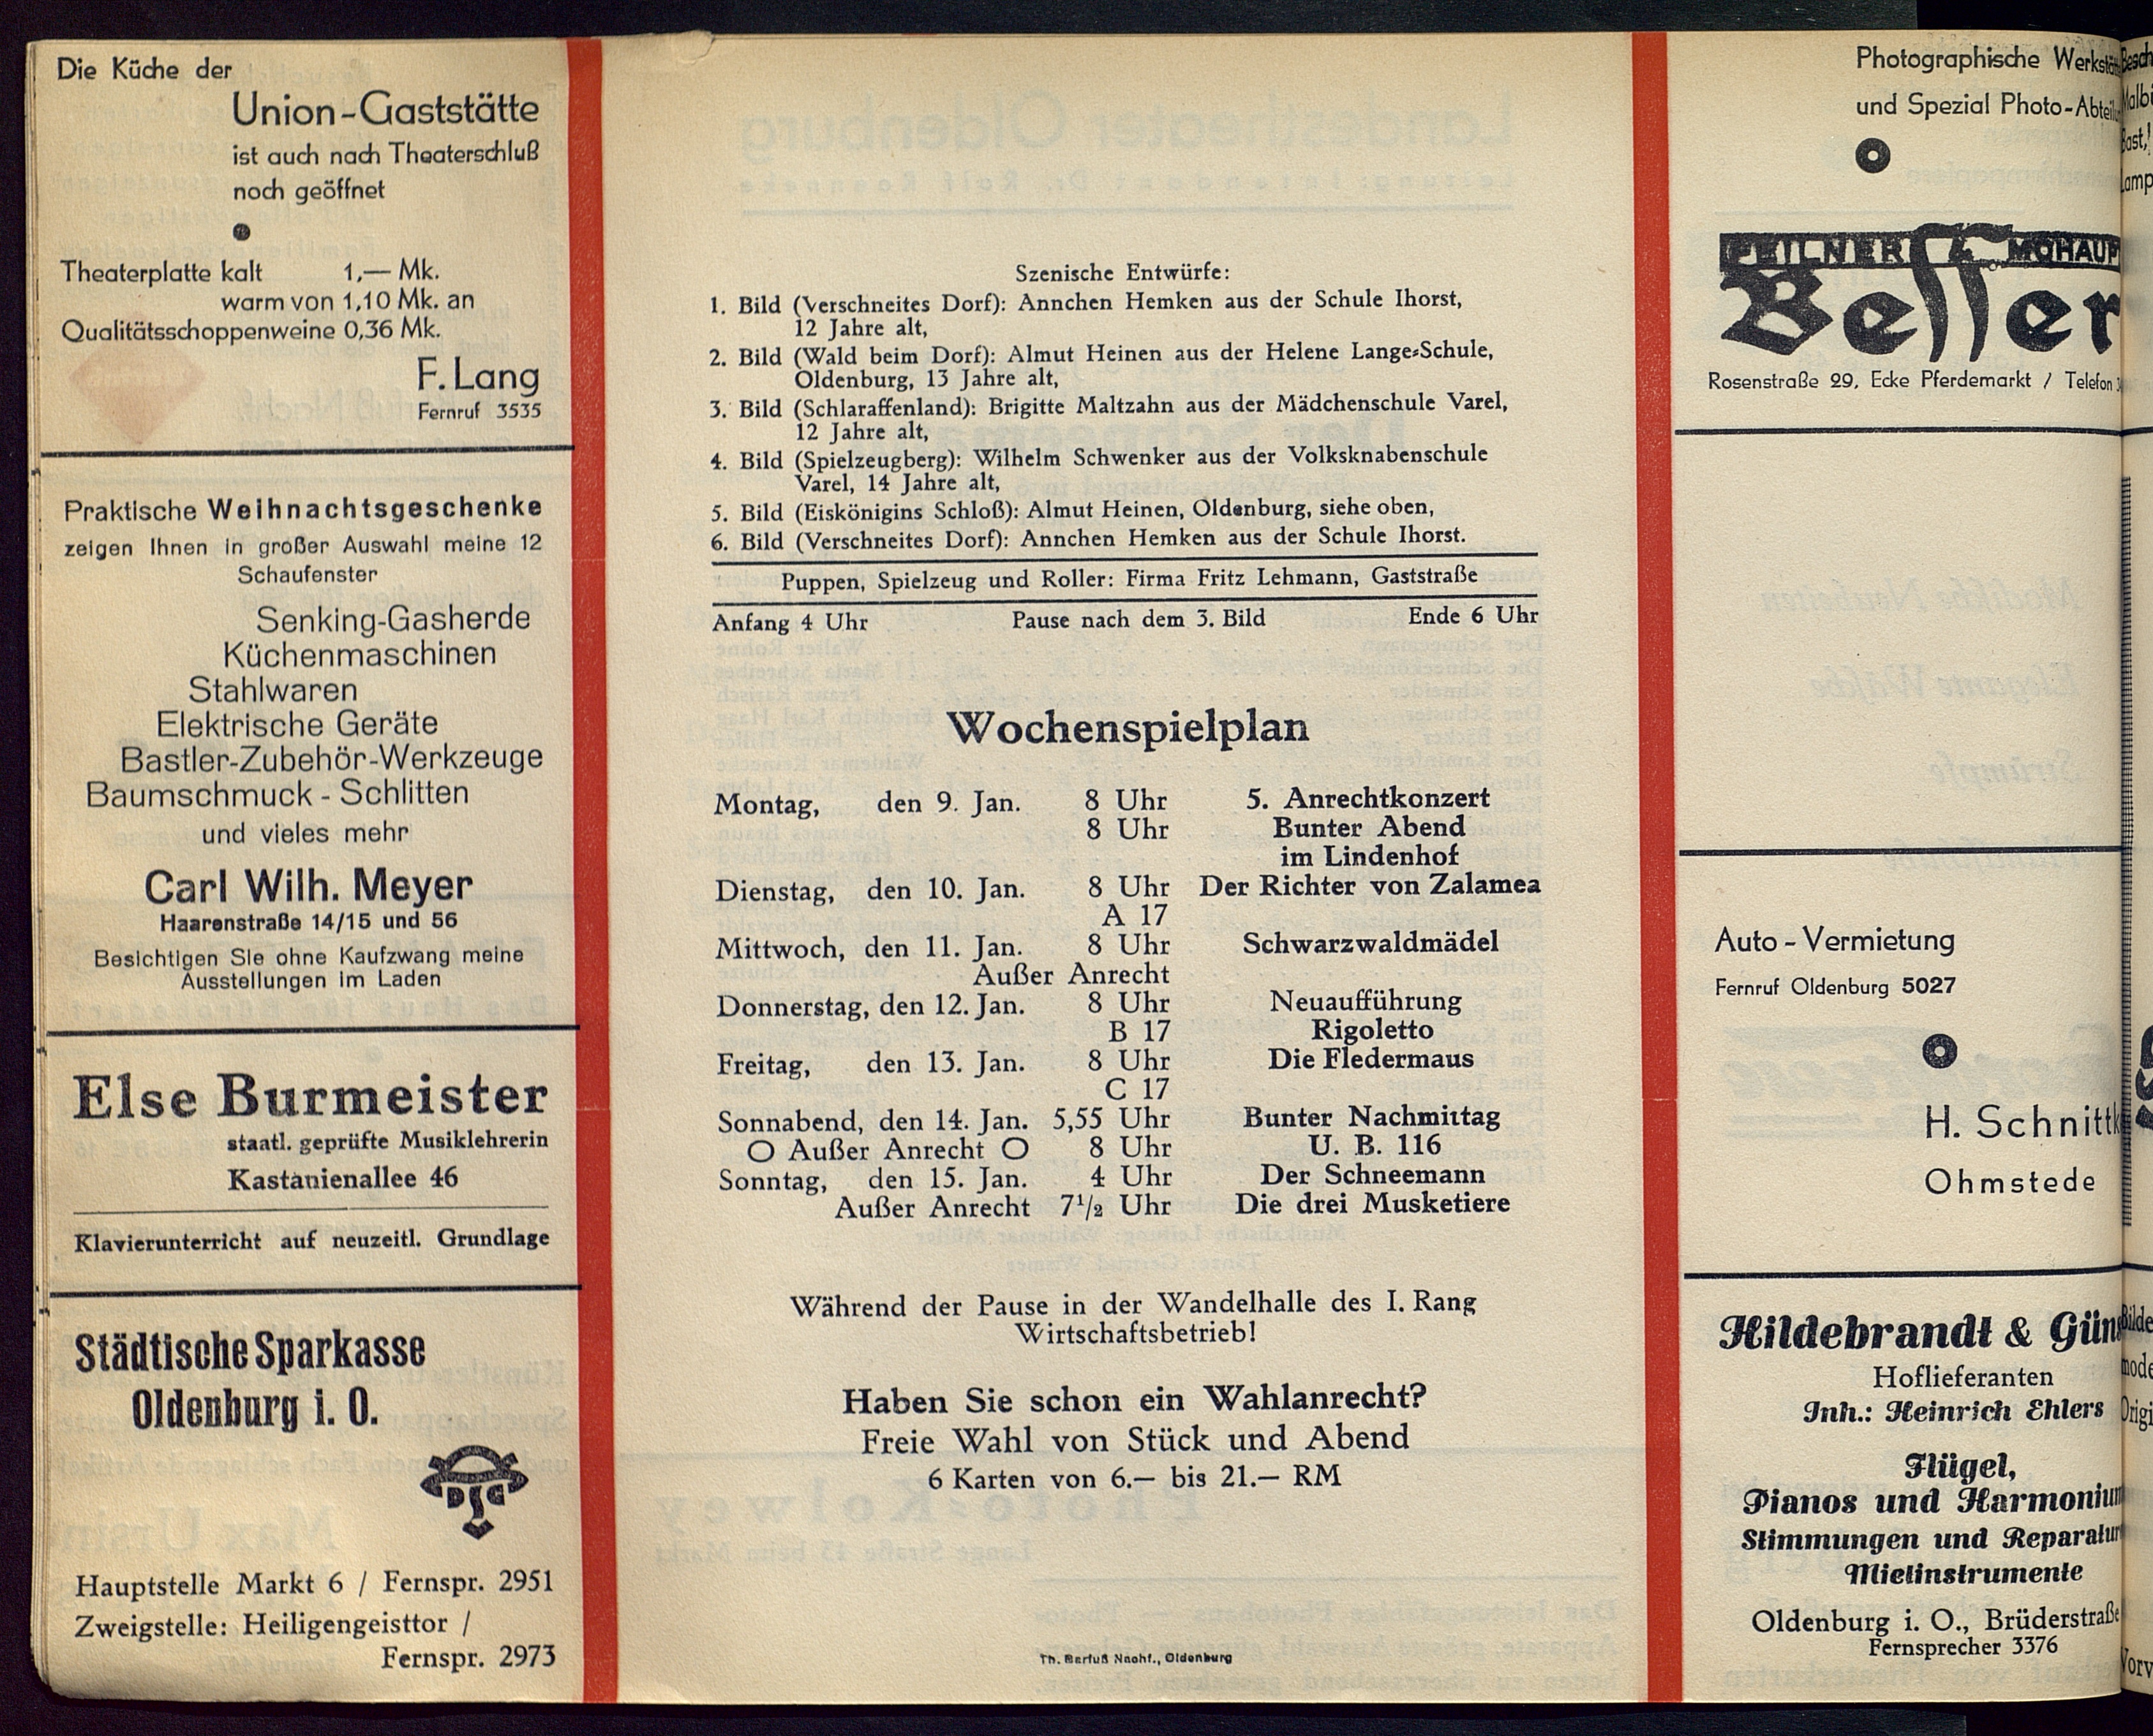 Die Küche der
Union-Gaststätte
ist auch nach Theaterschluß
noch geöffnet
Theaterplatte kalt 1,— Mk.
warm von 1,10 Mk. an
Qualitätsschoppenweine 0,36 Mk.
F. Lang
Fernruf 3535
Praktische Weihnachtsgeschenke
zeigen Ihnen in großer Auswahl meine 12
Schaufenster
Senking-Gasherde
Küchenmaschinen
Stahlwaren
Elektrische Geräte
Bastler-Zubehör-Werkzeuge
Baumschmuck - Schlitten
und vieles mehr
Carl Wilh. Meyer
Haarenstraße 14/15 und 56
Besichtigen Sie ohne Kaufzwang meine
Ausstellungen im Laden
Else Burmeister
staatl. geprüfte Musiklehrerin
Kastanienallee 46
Klavierunterricht auf neuzeitl. Grundlage
Städtische Sparkasse
Oldenburg i. O.
Hauptstelle Markt 6 / Fernspr. 2951
Zweigstelle: Heiligengeisttor /
Fernspr. 2973
Szenische Entwürfe:
1. Bild (Verschneites Dorf): Annchen Hemken aus der Schule Ihorst,
12 Jahre alt,
2. Bild (Wald beim Dorf): Almut Heinen aus der Helene Lange-Schule,
Oldenburg, 13 Jahre alt,
3. Bild (Schlaraffenland): Brigitte Maltzahn aus der Mädchenschule Varel,
12 Jahre alt,
4. Bild (Spielzeugberg): Wilhelm Schwenker aus der Volksknabenschule
Varel, 14 Jahre alt,
5. Bild (Eiskönigins Schloß): Almut Heinen, Oldenburg, siehe oben,
6. Bild (Verschneites Dorf): Annchen Hemken aus der Schule Ihorst.
Puppen, Spielzeug und Roller: Firma Fritz Lehmann, Gaststraße
Anfang 4 Uhr Pause nach dem 3. Bild Ende 6 Uhr
Wochenspielplan
Montag, den 9. Jan. 8 Uhr 5. Anrechtkonzert
8 Uhr Bunter Abend
im Lindenhof
Dienstag, den 10. Jan. 8 Uhr Der Richter von Zalamea
A 17
Mittwoch, den 11. Jan. 8 Uhr Schwarzwaldmädel
Außer Anrecht
Donnerstag, den 12. Jan. 8 Uhr Neuaufführung
B 17 Rigoletto
Freitag, den 13. Jan. 8 Uhr Die Fledermaus
C 17
Sonnabend, den 14. Jan. 5,55 Uhr Bunter Nachmittag
O Außer Anrecht O 8 Uhr U. B. 116
Sonntag, den 15. Jan. 4 Uhr Der Schneemann
Außer Anrecht 7½ Uhr Die drei Musketiere
Während der Pause in der Wandelhalle des I. Rang
Wirtschaftsbetrieb!
Haben Sie schon ein Wahlanrecht?
Freie Wahl von Stück und Abend
6 Karten von 6.— bis 21.— RM
Th. Barfuß Nachf., Oldenburg
Photographische
und Spezial
PEILNER &
Besser
Rosenstraße 29, Ecke Pferdemarkt / Telefon
Auto-Vermietung
Fernruf Oldenburg 5027
H.
Ohmstede
Hildebrandt &
Hoflieferanten
Inh.: Heinrich Ehlers
Flügel,
Pianos und
Stimmungen und
Mietinstrumente
Oldenburg i. O., Brüderstraße
Fernsprecher 3376